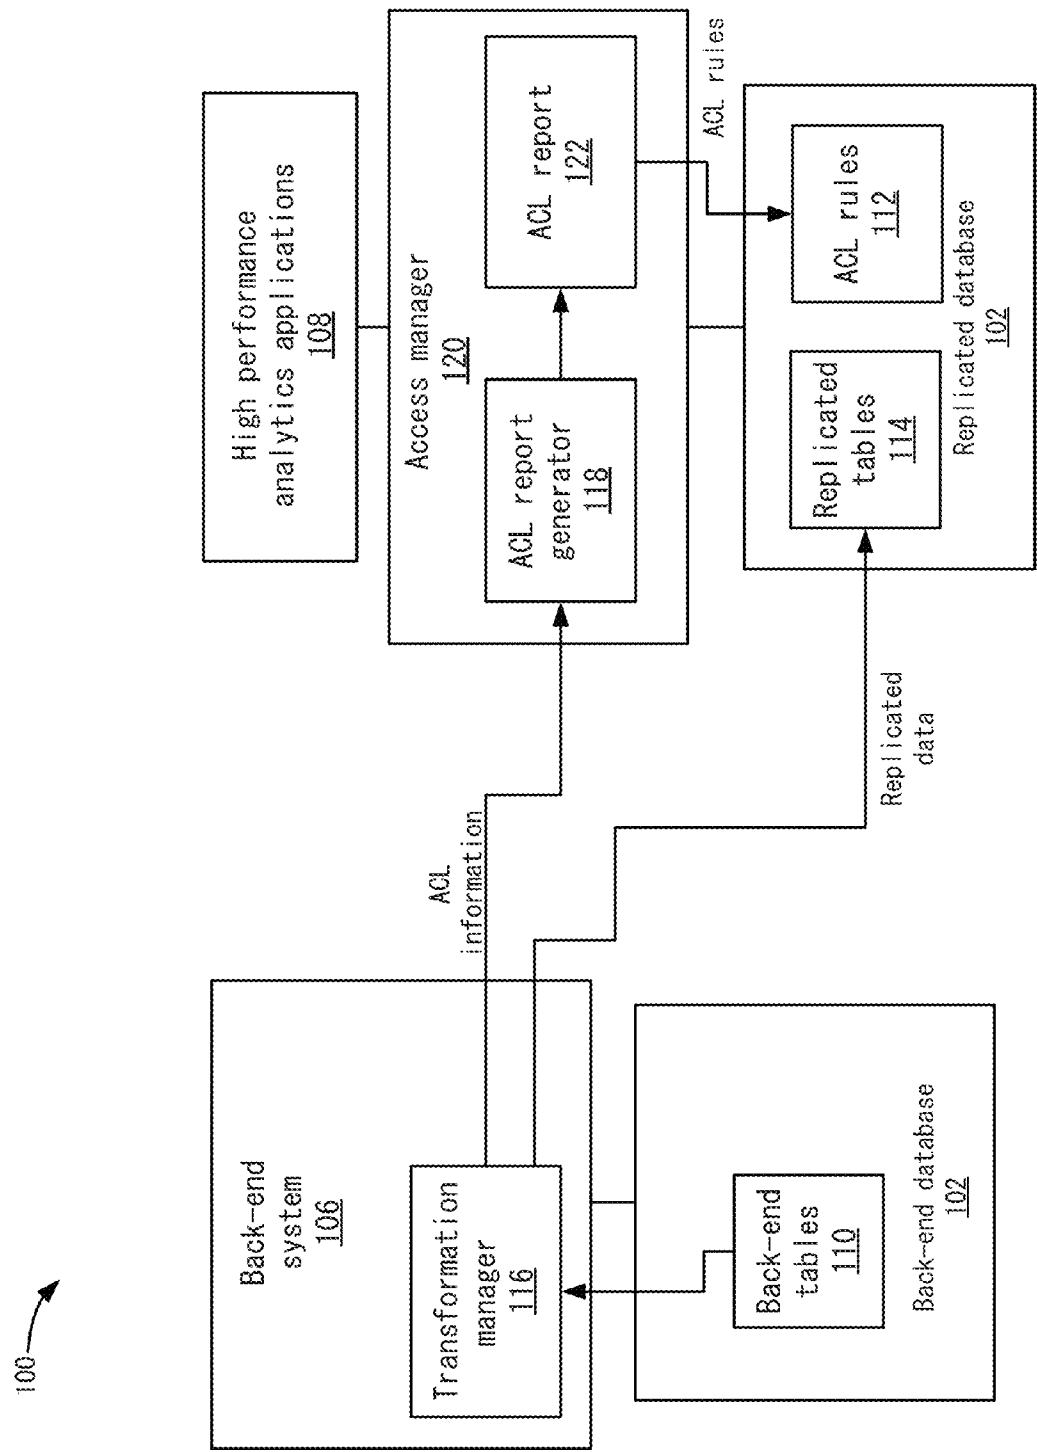 100
Back-end
system
106
Transformation
manager
116
Back-end
tables
110
Back-end database
102
ACL
information
Replicated
data
High performance
analytics applications
108
Access manager
120
ACL report
generator
118
ACL report
122
ACL rules
Replicated
tables
114
ACL rules
112
Replicated database
102